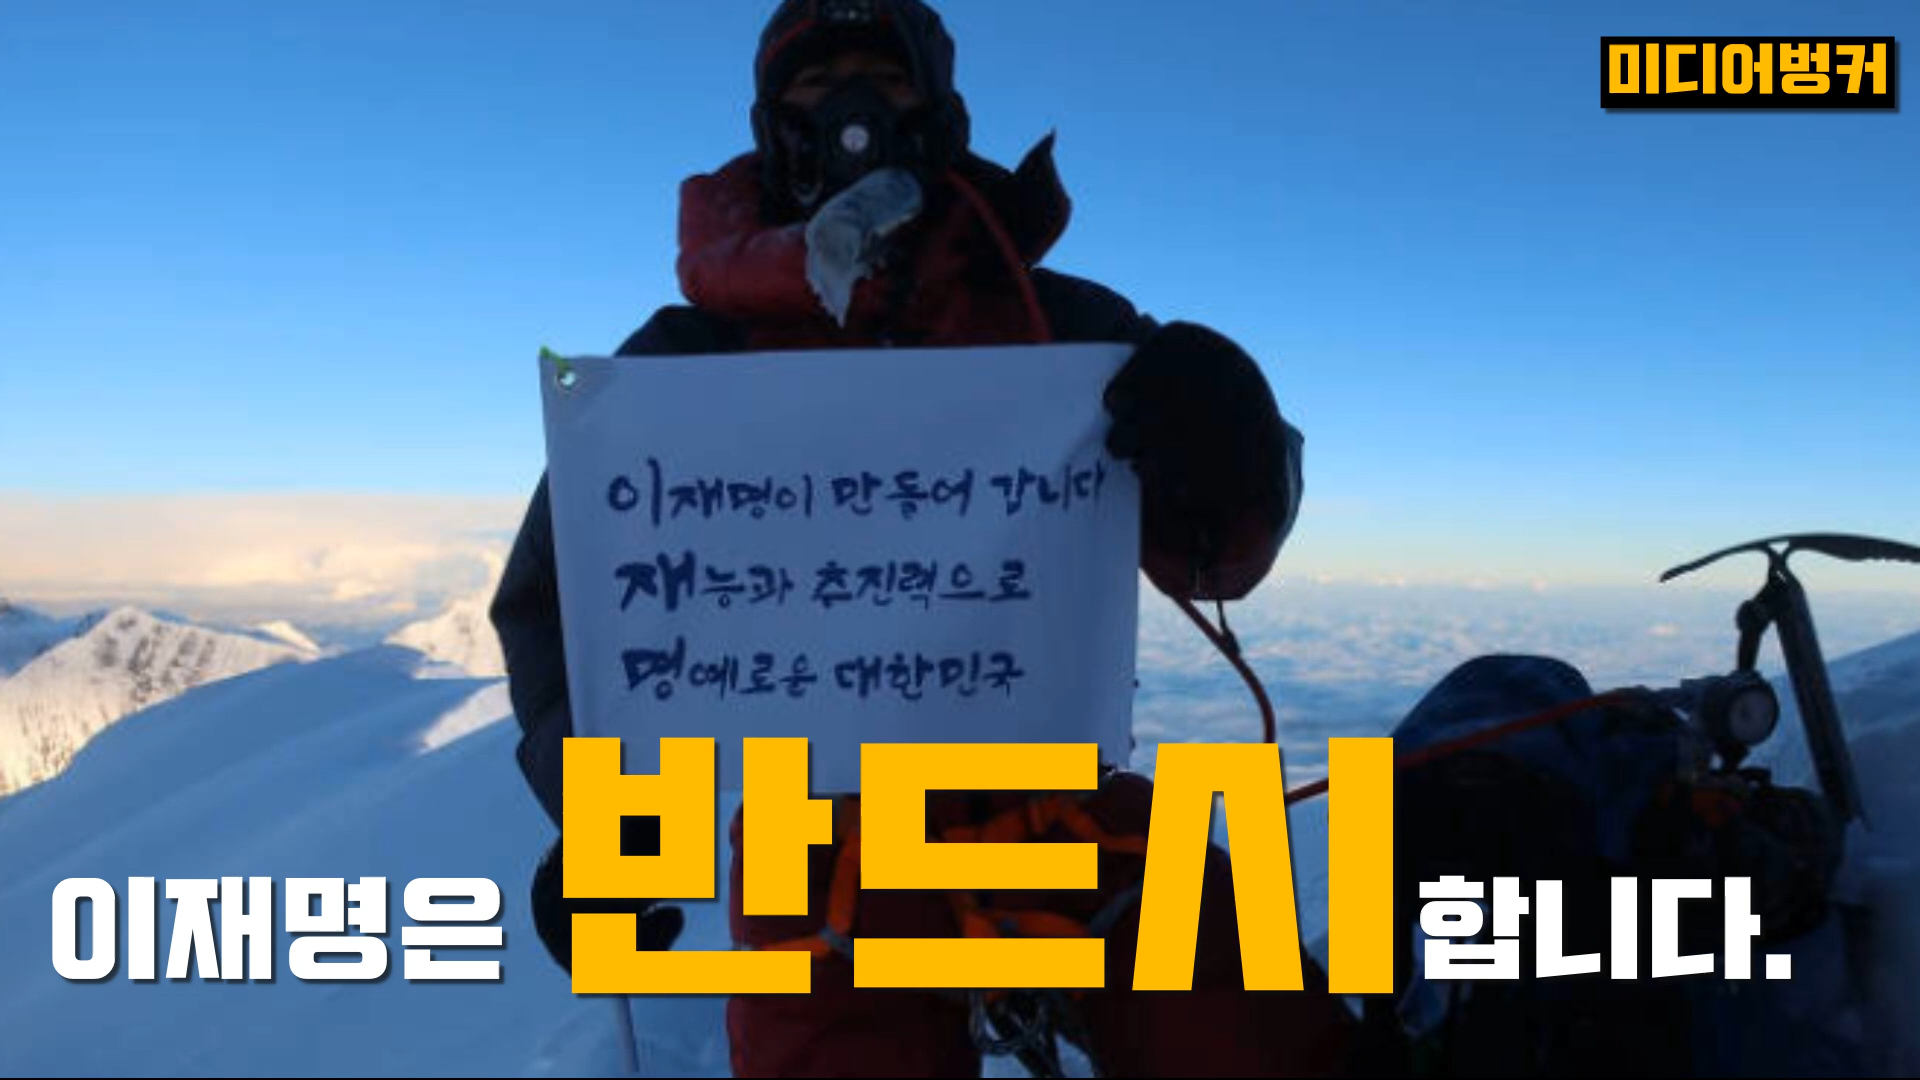 미디어벙커
이재명이 만들어 갑니다
재능과 추진력으로
명예로운 대한민국
이재명은 반드시 합니다.